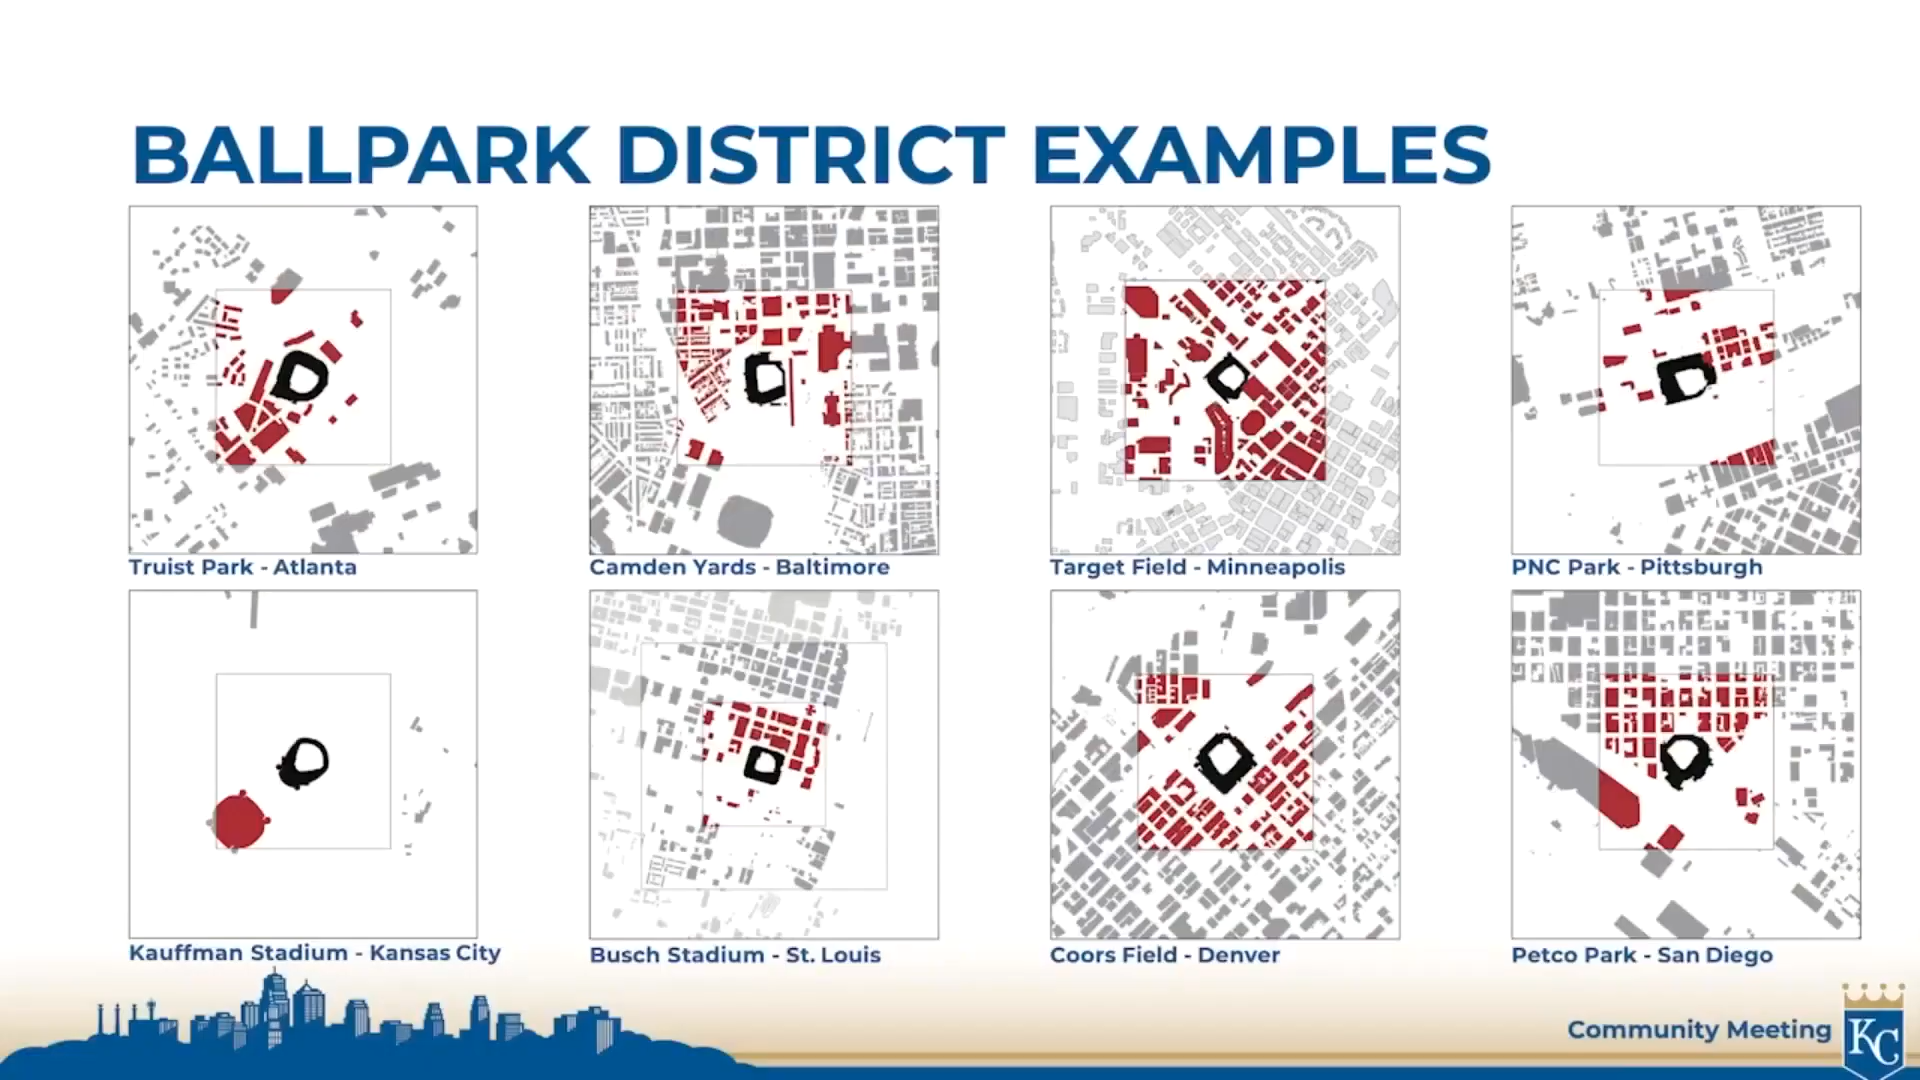 BALLPARK DISTRICT EXAMPLES
Truist Park - Atlanta
Camden Yards - Baltimore
Target Field - Minneapolis
PNC Park - Pittsburgh
Kauffman Stadium - Kansas City
Busch Stadium - St. Louis
Coors Field - Denver
Petco Park - San Diego
Community Meeting
KC